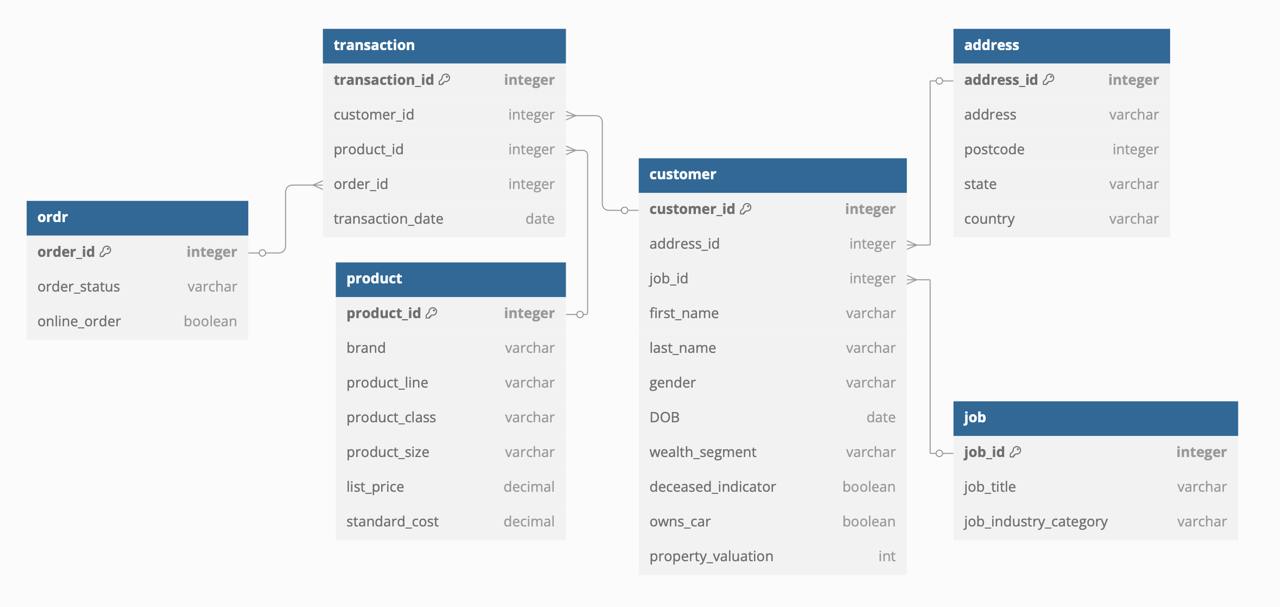 transaction
transaction_id integer
customer_id integer
product_id integer
order_id integer
transaction_date date
address
address_id integer
address varchar
postcode integer
state varchar
country varchar
customer
customer_id integer
address_id integer
job_id integer
first_name varchar
last_name varchar
gender varchar
DOB date
wealth_segment varchar
deceased_indicator boolean
owns_car boolean
property_valuation int
ordr
order_id integer
order_status varchar
online_order boolean
product
product_id integer
brand varchar
product_line varchar
product_class varchar
product_size varchar
list_price decimal
standard_cost decimal
job
job_id integer
job_title varchar
job_industry_category varchar